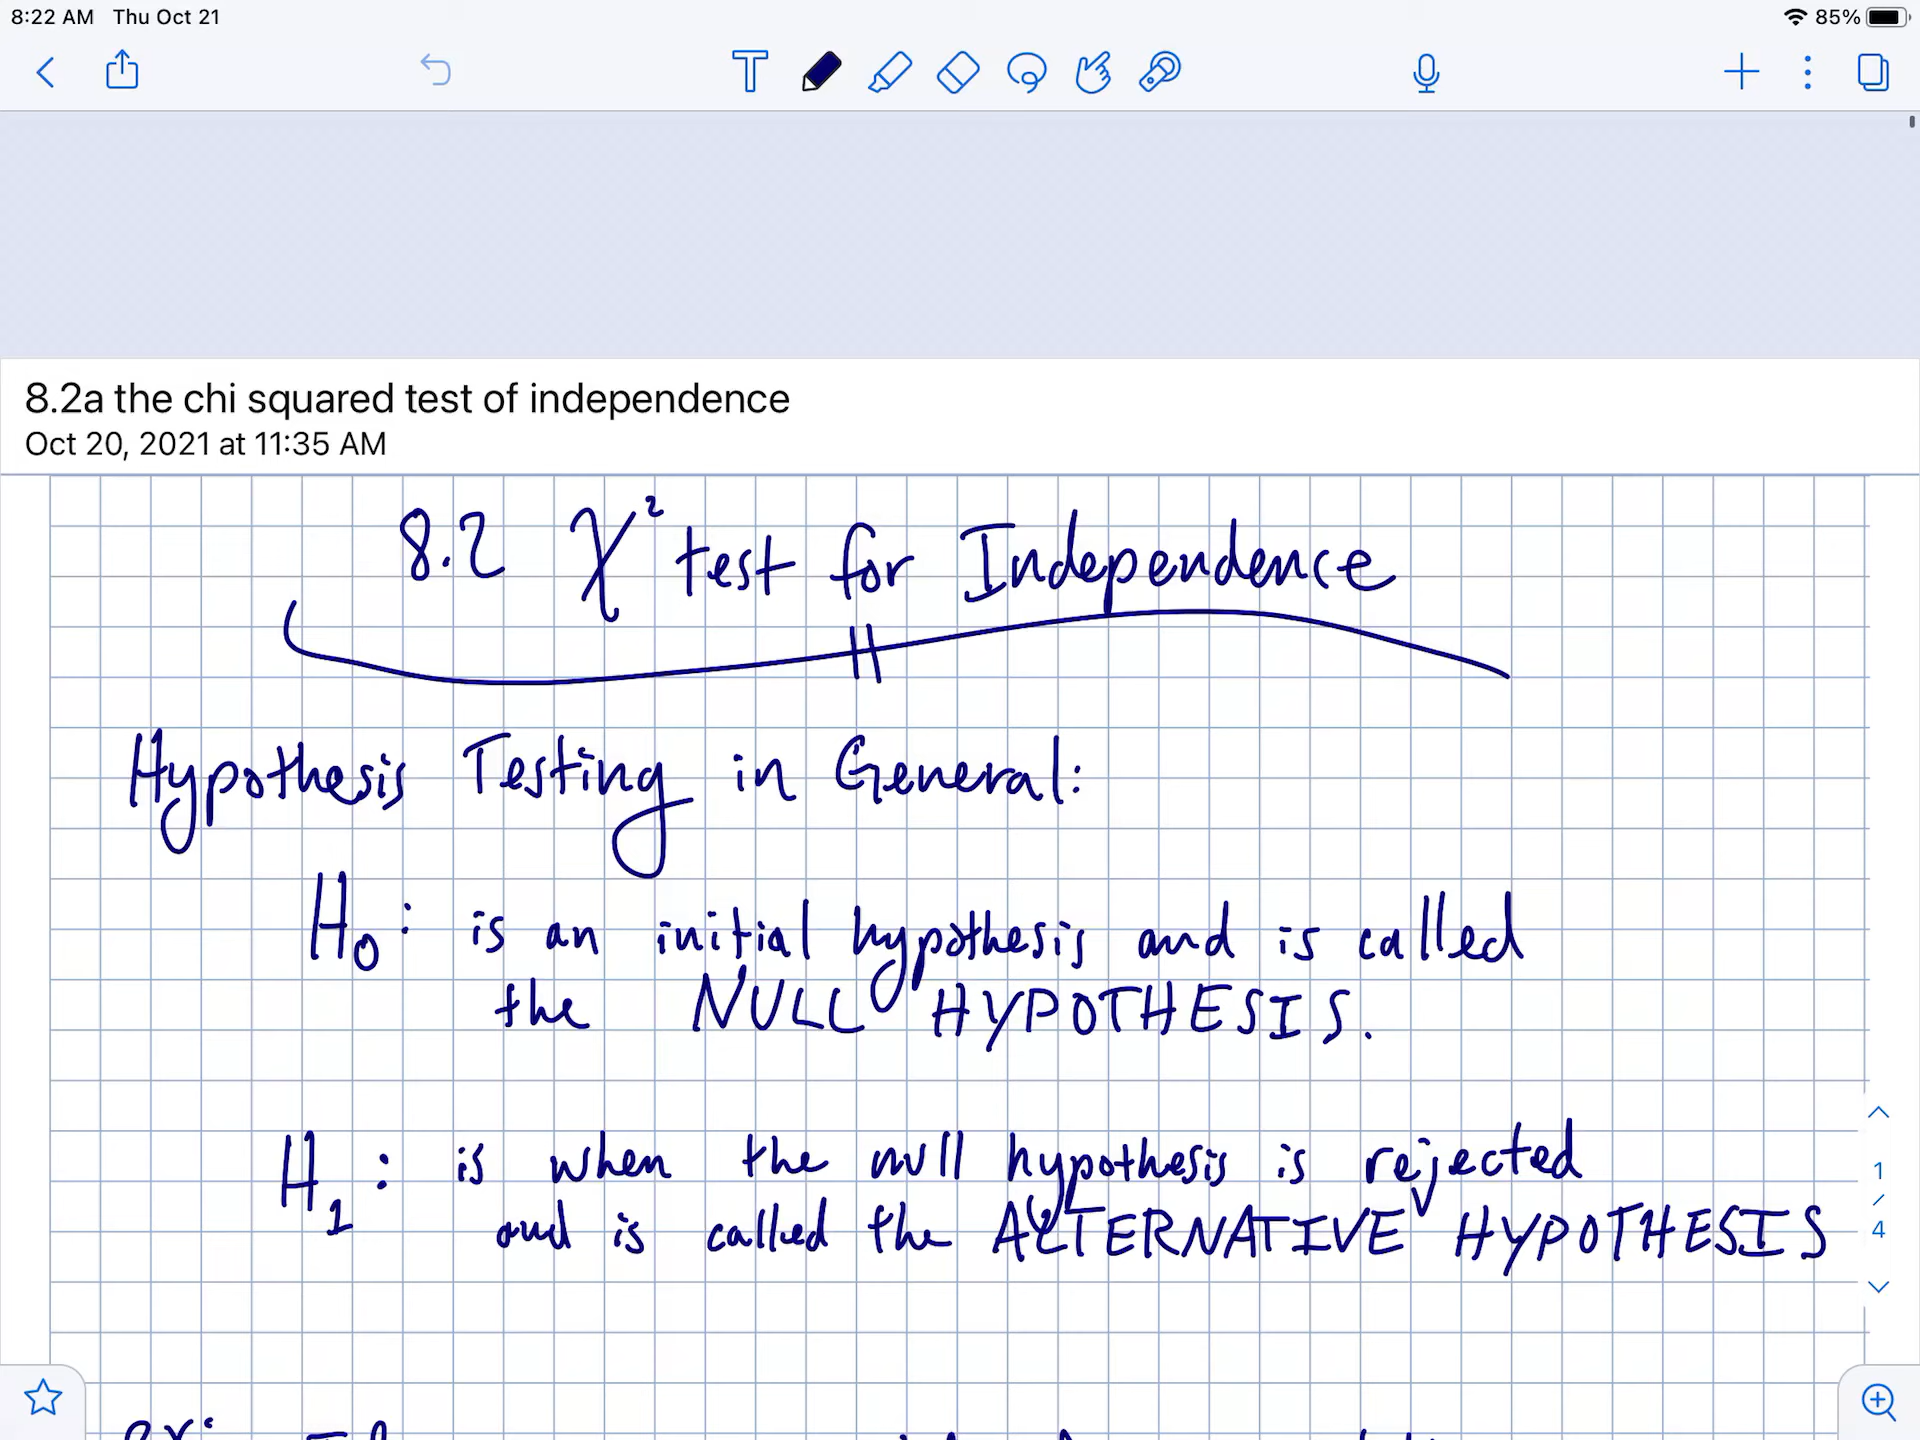 8:22 AM Thu Oct 21
85%
8.2a the chi squared test of independence
Oct 20, 2021 at 11:35 AM
8.2 χ² test for Independence
Hypothesis Testing in General:
H₀: is an initial hypothesis and is called
the NULL HYPOTHESIS.
H₁: is when the null hypothesis is rejected
and is called the ALTERNATIVE HYPOTHESIS
1
/
4